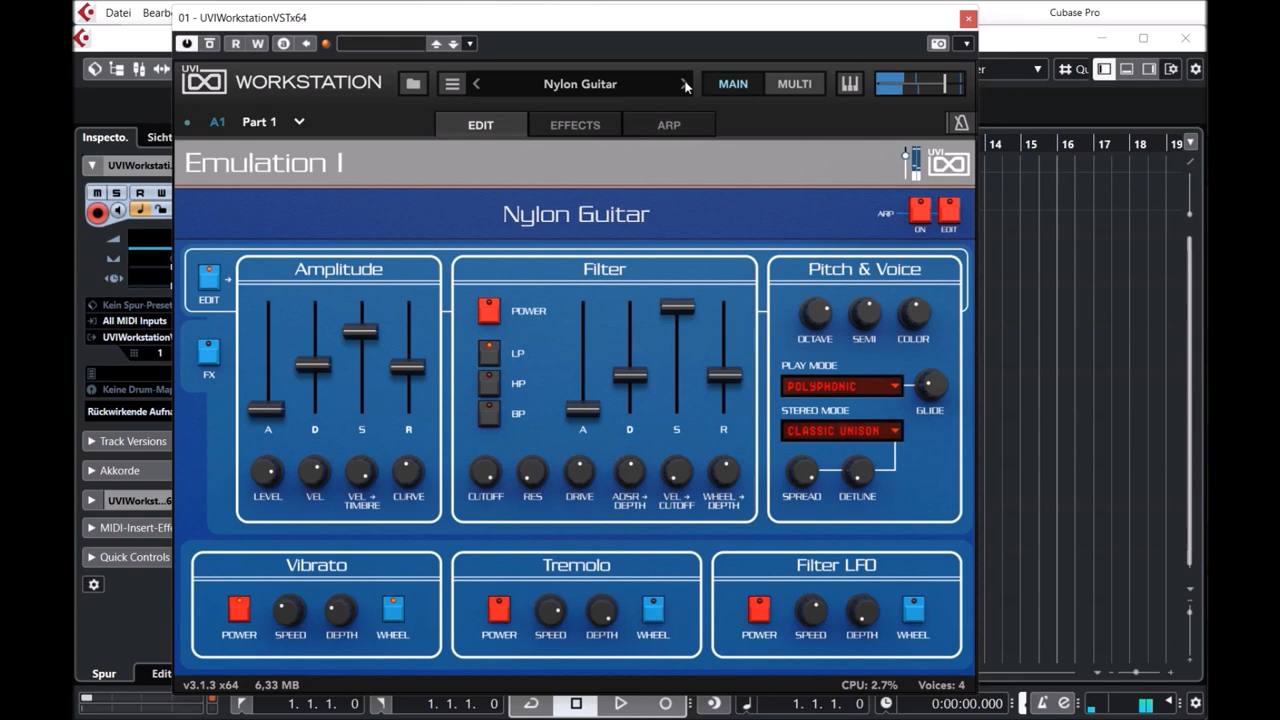 Datei Bearb
01 - UVIWorkstationVSTx64
Cubase Pro
R W
UVI
WORKSTATION
Nylon Guitar
MAIN MULTI
A1 Part 1
EDIT EFFECTS ARP
Inspecto. Sicht
14 15 16 17 18 19
Emulation I
UVI
UVIWorkstati.
m S R W
Nylon Guitar
ARP
ON EDIT
Amplitude
Filter
Pitch & Voice
EDIT
POWER
LP
HP
BP
OCTAVE SEMI COLOR
FX
PLAY MODE
POLYPHONIC
GLIDE
STEREO MODE
CLASSIC UNISON
A D S R
A D S R
LEVEL VEL VEL→ TIMBRE CURVE
CUTOFF RES DRIVE ADSR→ DEPTH VEL→ CUTOFF WHEEL→ DEPTH
SPREAD DETUNE
Kein Spur-Preset
All MIDI Inputs
UVIWorkstation
1
Keine Drum-Map
Rückwirkende Aufna
Track Versions
Akkorde
UVIWorkst...6
MIDI-Insert-Effe
Quick Controls
Vibrato
Tremolo
Filter LFO
POWER SPEED DEPTH WHEEL
POWER SPEED DEPTH WHEEL
POWER SPEED DEPTH WHEEL
Spur Edit
v3.1.3 x64 6,33 MB
CPU: 2.7% Voices: 4
1. 1. 1. 0
1. 1. 1. 0
1. 1. 1. 0
0:00:00.000